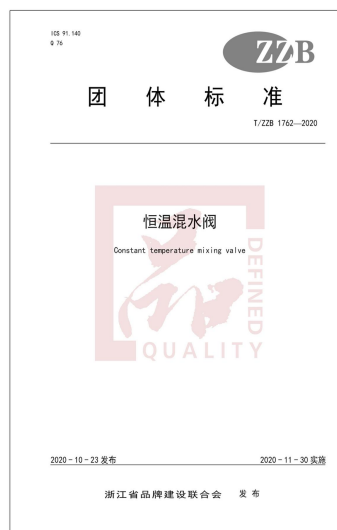 ICS 91.140
Q 76
ZZB
团体标准
T/ZZB 1762—2020
恒温混水阀
Constant temperature mixing valve
品
DEFINED
QUALITY
2020-10-23 发布
2020-11-30 实施
浙江省品牌建设联合会 发布